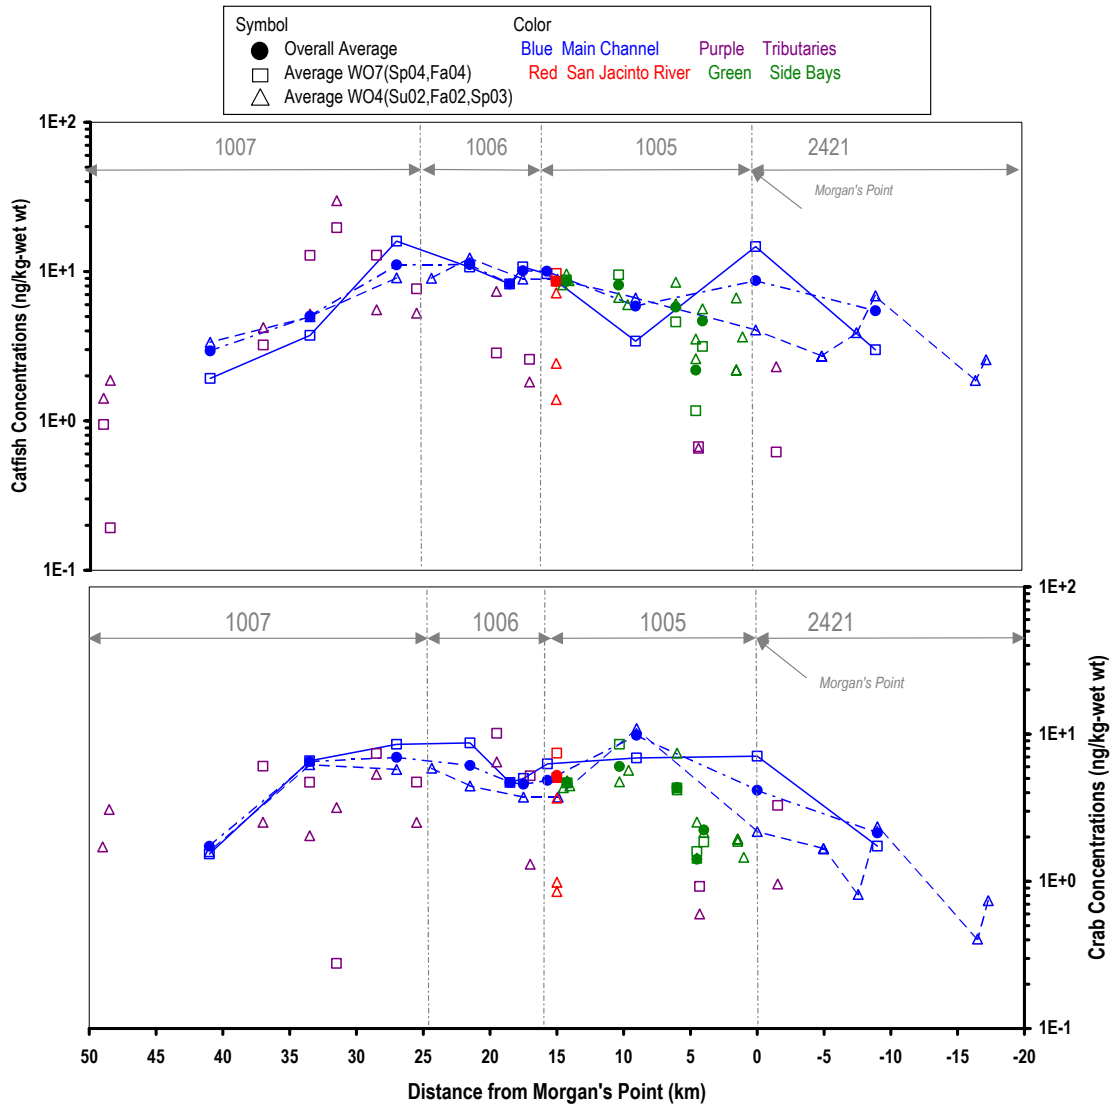 Symbol Color
Overall Average Blue Main Channel Purple Tributaries
Average WO7(Sp04,Fa04) Red San Jacinto River Green Side Bays
Average WO4(Su02,Fa02,Sp03)
1E+2
1007 1006 1005 2421
Morgan's Point
1E+1
1E+0
1E-1
Catfish Concentrations (ng/kg-wet wt)
1E+2
1007 1006 1005 2421
Morgan's Point
1E+1
1E+0
1E-1
Crab Concentrations (ng/kg-wet wt)
50 45 40 35 30 25 20 15 10 5 0 -5 -10 -15 -20
Distance from Morgan's Point (km)